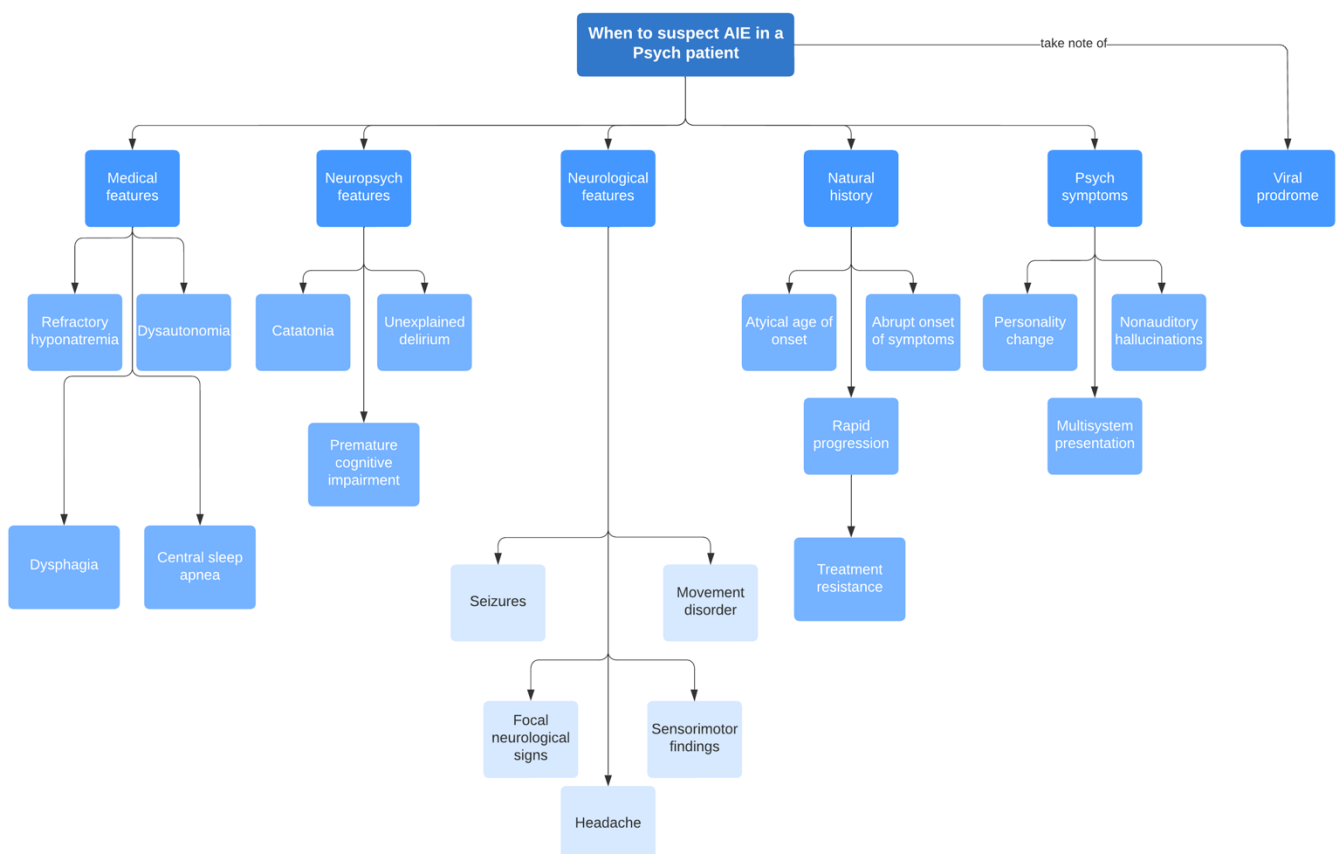 When to suspect AIE in a
Psych patient
take note of
Medical
features
Neuropsych
features
Neurological
features
Natural
history
Psych
symptoms
Viral
prodrome
Refractory
hyponatremia
Dysautonomia
Catatonia
Unexplained
delirium
Atyical age of
onset
Abrupt onset
of symptoms
Personality
change
Nonauditory
hallucinations
Premature
cognitive
impairment
Rapid
progression
Multisystem
presentation
Dysphagia
Central sleep
apnea
Seizures
Movement
disorder
Treatment
resistance
Focal
neurological
signs
Sensorimotor
findings
Headache